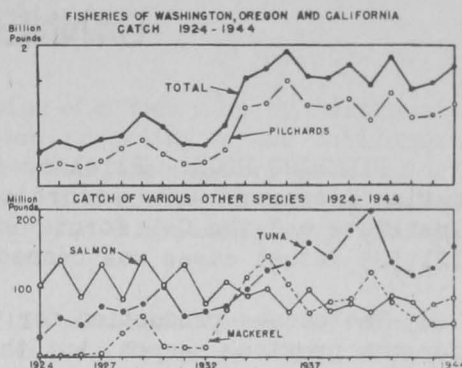 FISHERIES OF WASHINGTON, OREGON AND CALIFORNIA
CATCH 1924-1944
Billion
Pounds
2
TOTAL
PILCHARDS
Million
Pounds
CATCH OF VARIOUS OTHER SPECIES 1924-1944
200
TUNA
SALMON
100
MACKEREL
1924 1927 1932 1937 1944